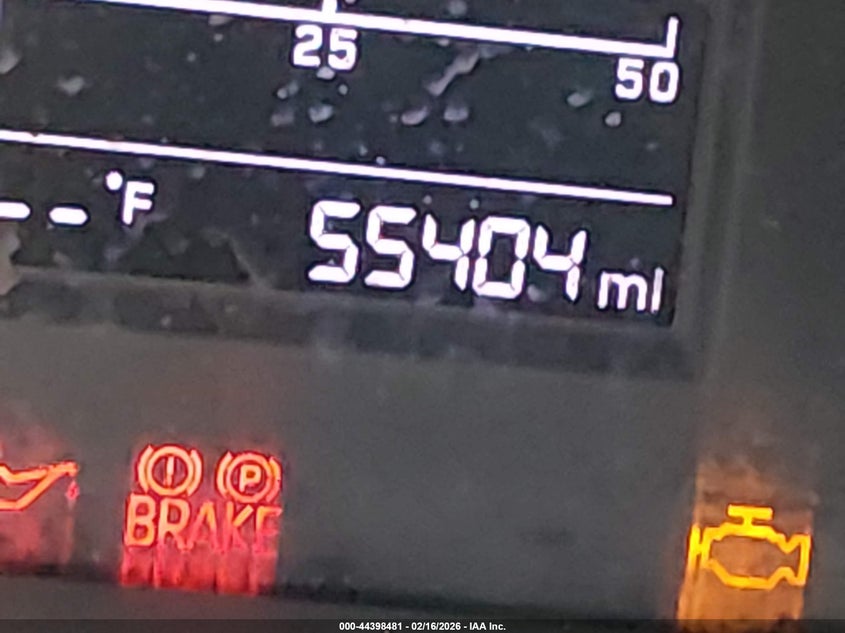 25
50
-- °F 55404 mi
(!) (P)
BRAKE
000-44398481 - 02/16/2026 - IAA Inc.